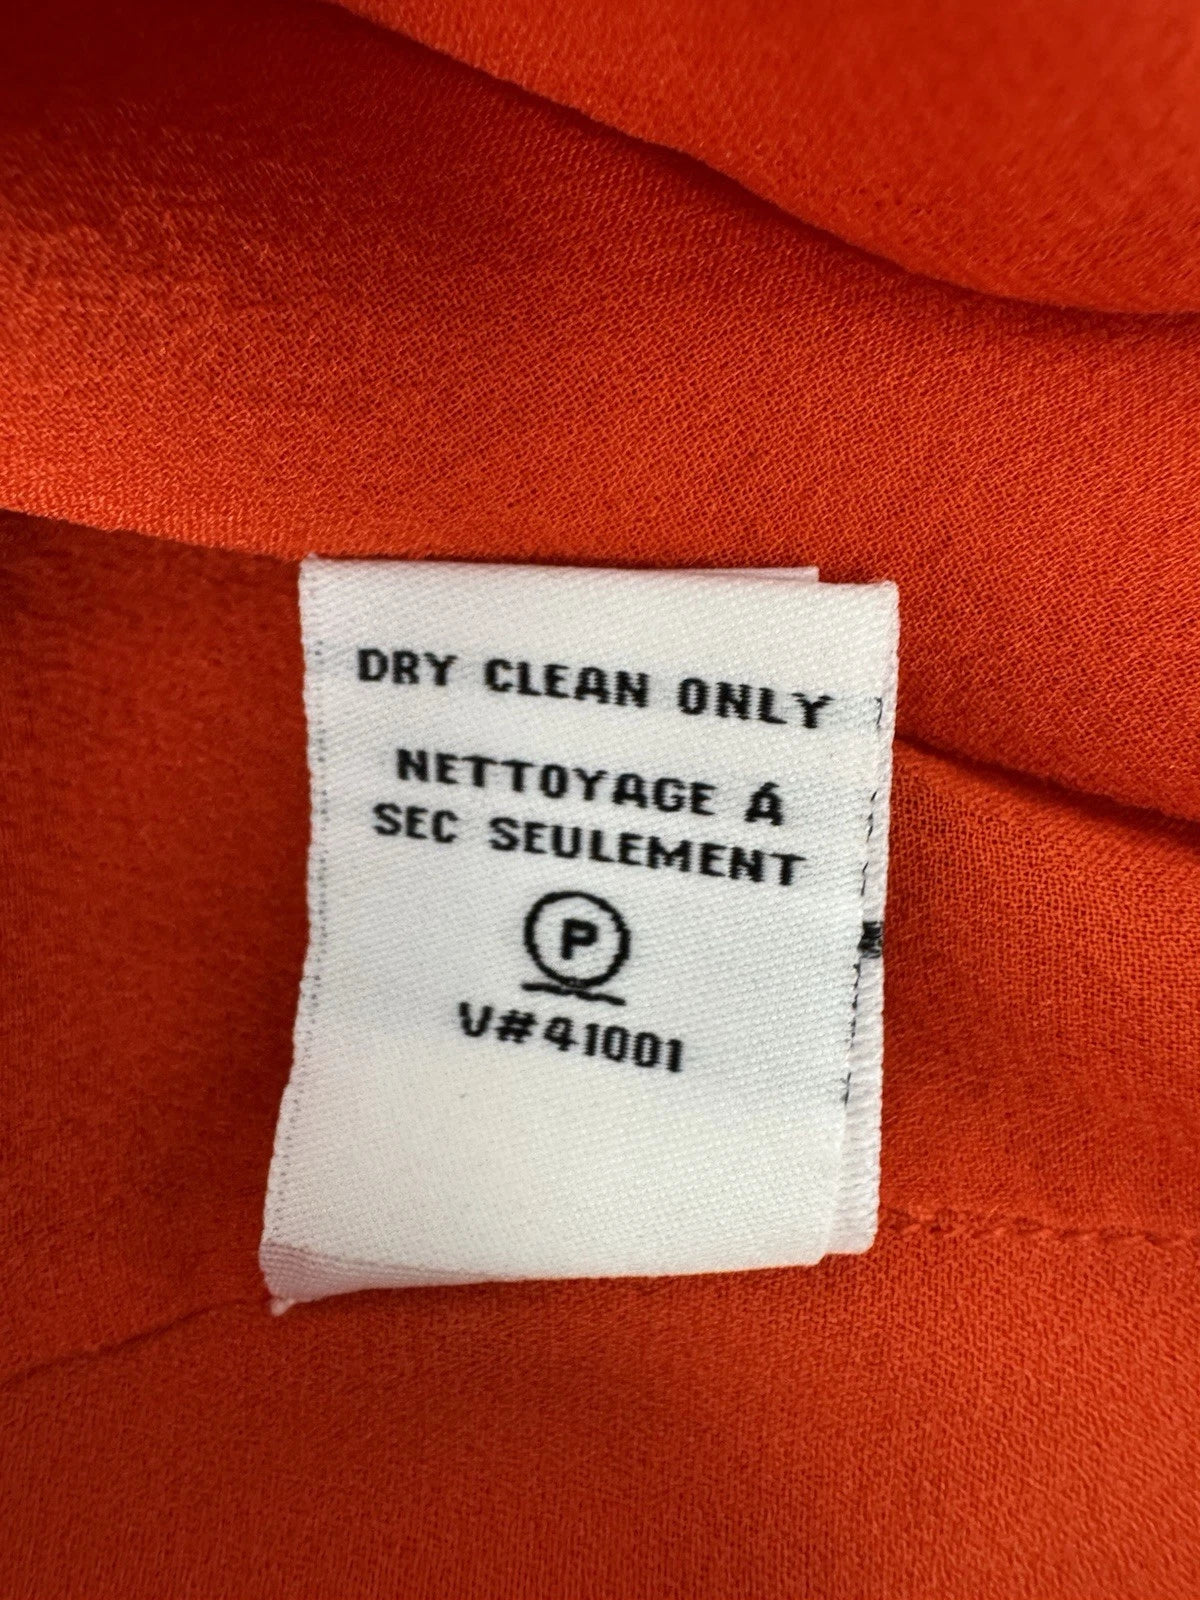 DRY CLEAN ONLY
NETTOYAGE Á
SEC SEULEMENT
P
V#41001